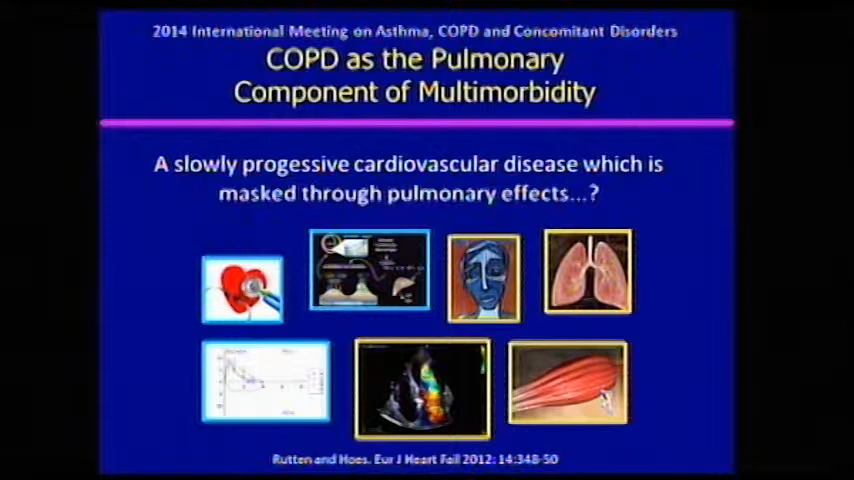 2014 International Meeting on Asthma, COPD and Concomitant Disorders
COPD as the Pulmonary
Component of Multimorbidity
A slowly progessive cardiovascular disease which is
masked through pulmonary effects...?
Rutten and Hoes. Eur J Heart Fail 2012: 14:348-50